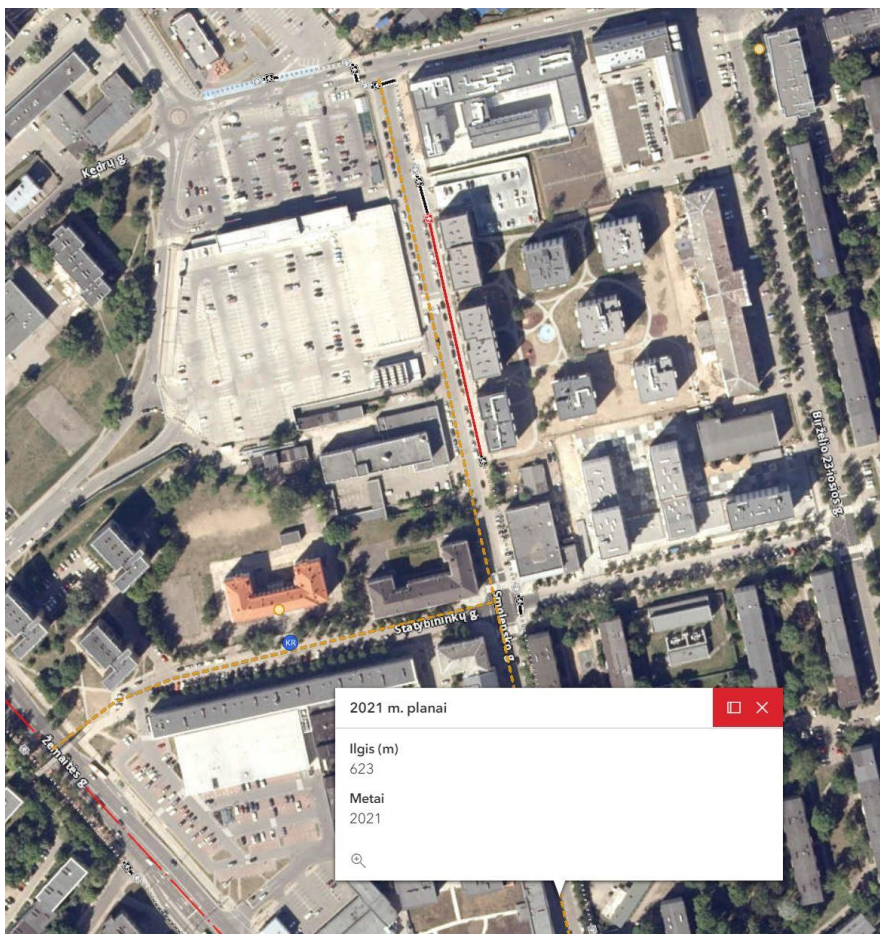 Kedrų g.
Birželio 23-iosios g.
Smolensko g.
Statybininkų g.
KR
Žemaitės g.
2021 m. planai
Ilgis (m)
623
Metai
2021